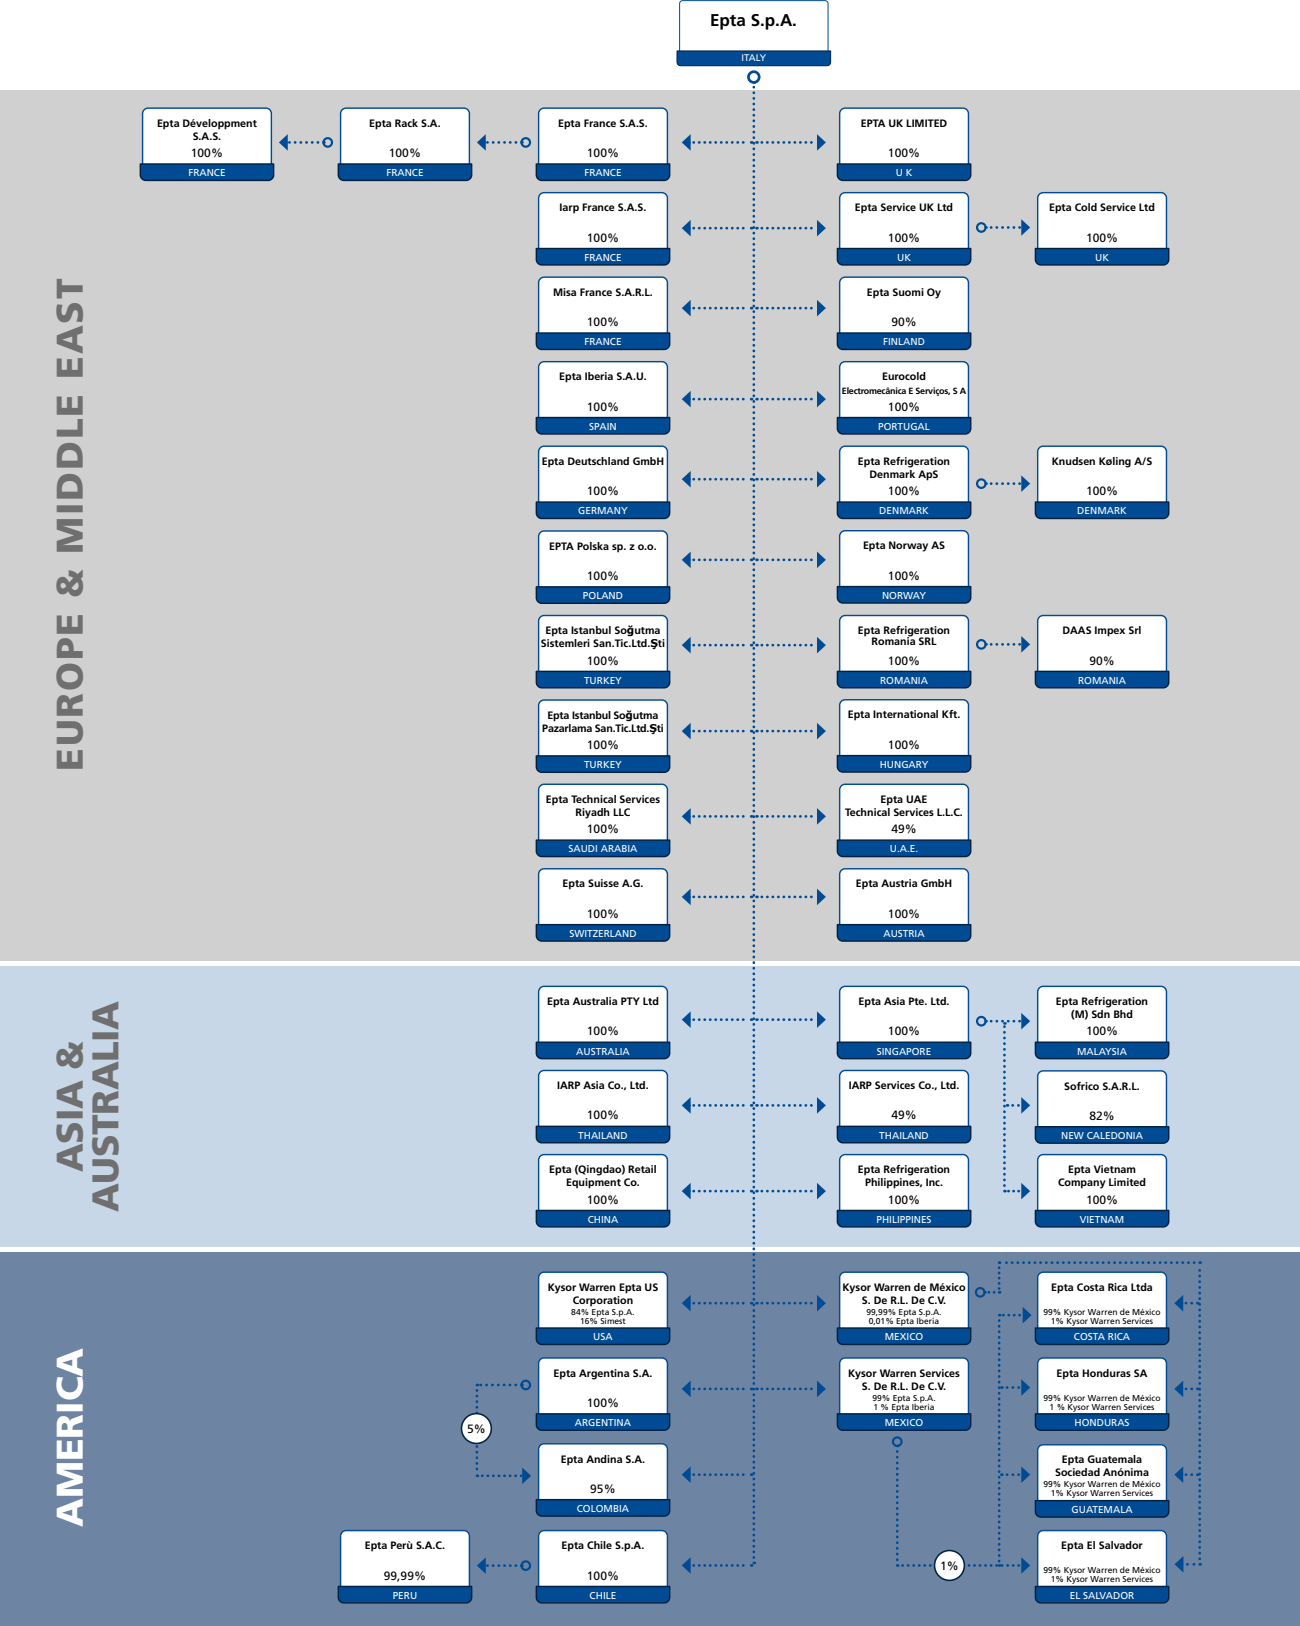 Epta S.p.A.
ITALY
EUROPE & MIDDLE EAST
Epta Développment
S.A.S.
100%
FRANCE
Epta Rack S.A.
100%
FRANCE
Epta France S.A.S.
100%
FRANCE
EPTA UK LIMITED
100%
U K
Iarp France S.A.S.
100%
FRANCE
Epta Service UK Ltd
100%
UK
Epta Cold Service Ltd
100%
UK
Misa France S.A.R.L.
100%
FRANCE
Epta Suomi Oy
90%
FINLAND
Epta Iberia S.A.U.
100%
SPAIN
Eurocold
Electromecânica E Serviços, S A
100%
PORTUGAL
Epta Deutschland GmbH
100%
GERMANY
Epta Refrigeration
Denmark ApS
100%
DENMARK
Knudsen Køling A/S
100%
DENMARK
EPTA Polska sp. z o.o.
100%
POLAND
Epta Norway AS
100%
NORWAY
Epta Istanbul Soğutma
Sistemleri San.Tic.Ltd.Şti
100%
TURKEY
Epta Refrigeration
Romania SRL
100%
ROMANIA
DAAS Impex Srl
90%
ROMANIA
Epta Istanbul Soğutma
Pazarlama San.Tic.Ltd.Şti
100%
TURKEY
Epta International Kft.
100%
HUNGARY
Epta Technical Services
Riyadh LLC
100%
SAUDI ARABIA
Epta UAE
Technical Services L.L.C.
49%
U.A.E.
Epta Suisse A.G.
100%
SWITZERLAND
Epta Austria GmbH
100%
AUSTRIA
ASIA &
AUSTRALIA
Epta Australia PTY Ltd
100%
AUSTRALIA
Epta Asia Pte. Ltd.
100%
SINGAPORE
Epta Refrigeration
(M) Sdn Bhd
100%
MALAYSIA
IARP Asia Co., Ltd.
100%
THAILAND
IARP Services Co., Ltd.
49%
THAILAND
Sofrico S.A.R.L.
82%
NEW CALEDONIA
Epta (Qingdao) Retail
Equipment Co.
100%
CHINA
Epta Refrigeration
Philippines, Inc.
100%
PHILIPPINES
Epta Vietnam
Company Limited
100%
VIETNAM
AMERICA
Kysor Warren Epta US
Corporation
84% Epta S.p.A.
16% Simest
USA
Kysor Warren de México
S. De R.L. De C.V.
99,99% Epta S.p.A.
0,01% Epta Iberia
MEXICO
Epta Costa Rica Ltda
99% Kysor Warren de México
1% Kysor Warren Services
COSTA RICA
Epta Argentina S.A.
100%
ARGENTINA
Kysor Warren Services
S. De R.L. De C.V.
99% Epta S.p.A.
1 % Epta Iberia
MEXICO
Epta Honduras SA
99% Kysor Warren de México
1 % Kysor Warren Services
HONDURAS
5%
Epta Andina S.A.
95%
COLOMBIA
Epta Guatemala
Sociedad Anónima
99% Kysor Warren de México
1% Kysor Warren Services
GUATEMALA
Epta Perù S.A.C.
99,99%
PERU
Epta Chile S.p.A.
100%
CHILE
1%
Epta El Salvador
99% Kysor Warren de México
1% Kysor Warren Services
EL SALVADOR